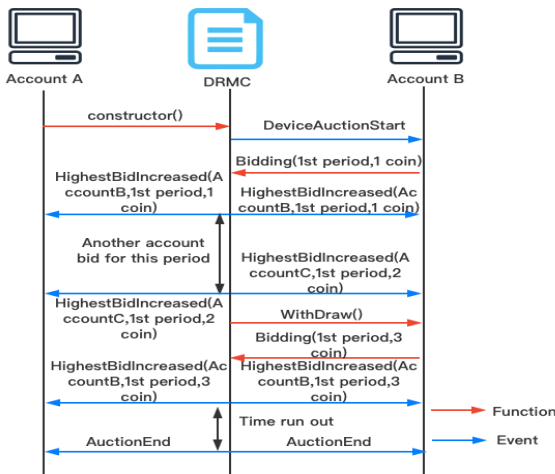 Account A
DRMC
Account B
constructor()
DeviceAuctionStart
Bidding(1st period,1 coin)
HighestBidIncreased(A
ccountB,1st period,1
coin)
HighestBidIncreased(Ac
countB,1st period,1 coin)
Another account
bid for this period
HighestBidIncreased(A
ccountC,1st period,2
coin)
HighestBidIncreased(A
ccountC,1st period,2
coin)
WithDraw()
Bidding(1st period,3
coin)
HighestBidIncreased(Ac
countB,1st period,3
coin)
HighestBidIncreased(Ac
countB,1st period,3
coin)
Function
Time run out
AuctionEnd
AuctionEnd
Event